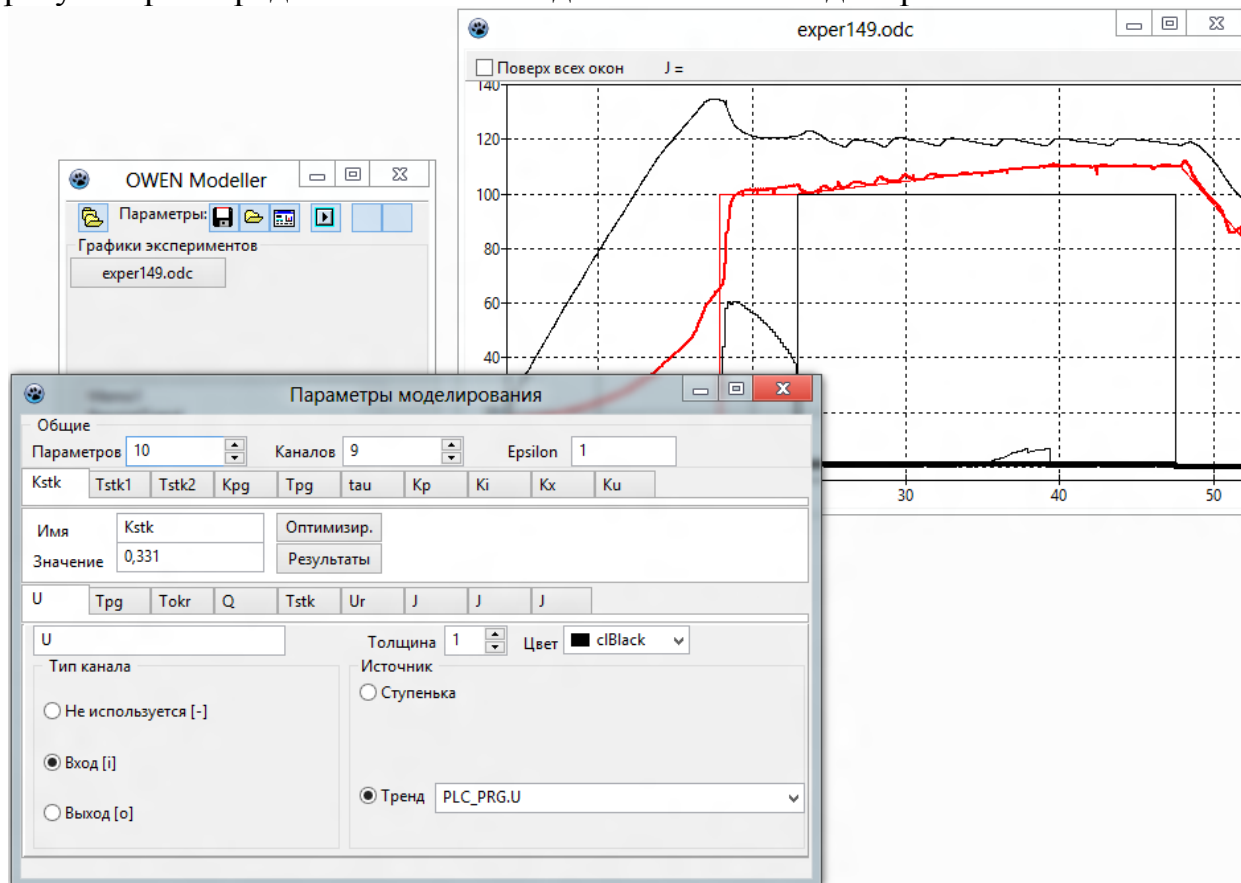 exper149.odc
Поверх всех окон J =
140
120
100
80
60
40
30 40 50
OWEN Modeller
Параметры:
Графики экспериментов
exper149.odc
Параметры моделирования
Общие
Параметров 10 Каналов 9 Epsilon 1
Kstk Tstk1 Tstk2 Kpg Tpg tau Kp Ki Kx Ku
Имя Kstk Оптимизир.
Значение 0,331 Результаты
U Tpg Tokr Q Tstk Ur J J J
U Толщина 1 Цвет clBlack
Тип канала Источник
Ступенька
Не используется [-]
Вход [i]
Тренд PLC_PRG.U
Выход [o]